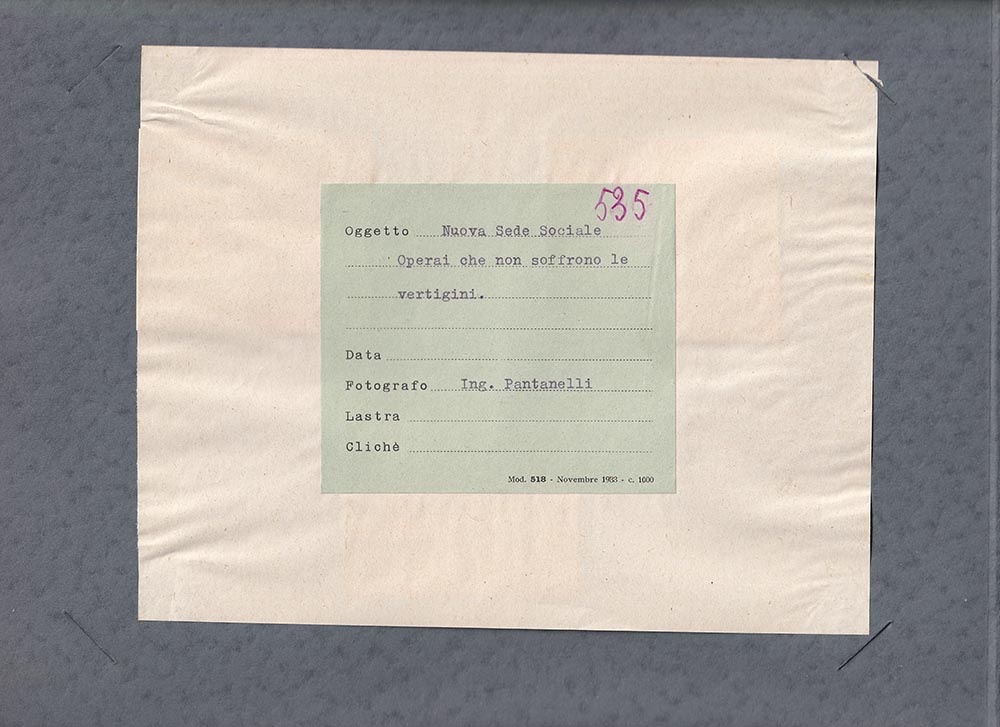 535
Oggetto Nuova Sede Sociale
Operai che non soffrono le
vertigini.
Data
Fotografo Ing. Pantanelli
Lastra
Clichè
Mod. 518 - Novembre 1933 - c. 1000